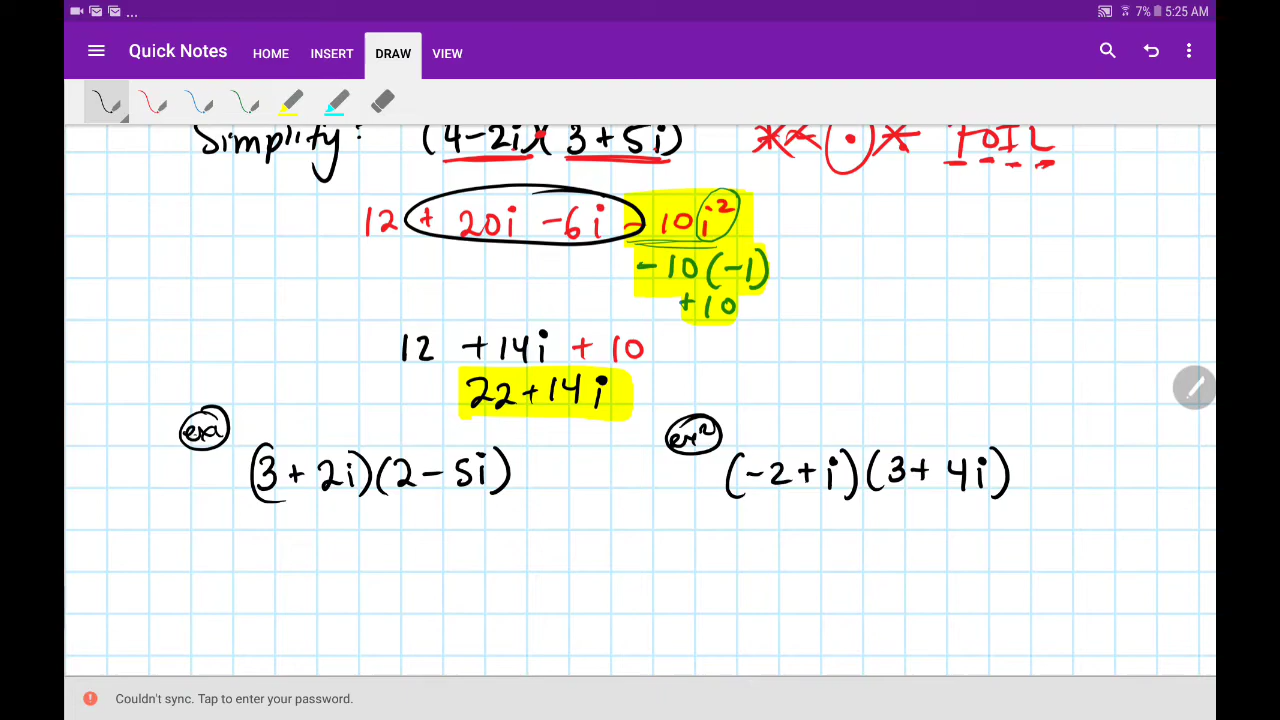 ... 7% 5:25 AM
Quick Notes HOME INSERT DRAW VIEW
Simplify: (4-2i)·(3+5i) FOIL
12 + 20i -6i - 10i²
-10(-1)
+10
12 +14i + 10
22+14i
ex1 ex2
(3 + 2i)(2 - 5i) (-2 + i)(3 + 4i)
Couldn't sync. Tap to enter your password.